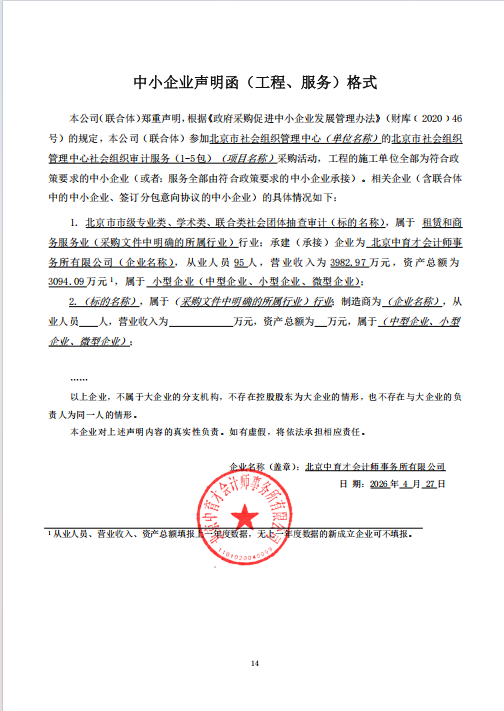 中小企业声明函（工程、服务）格式
本公司（联合体）郑重声明，根据《政府采购促进中小企业发展管理办法》（财库﹝2020﹞46
号）的规定，本公司（联合体）参加北京市社会组织管理中心（单位名称）的北京市社会组织
管理中心社会组织审计服务（1-5包）（项目名称）采购活动，工程的施工单位全部为符合政
策要求的中小企业（或者：服务全部由符合政策要求的中小企业承接）。相关企业（含联合体
中的中小企业、签订分包意向协议的中小企业）的具体情况如下：
1. 北京市市级专业类、学术类、联合类社会团体抽查审计（标的名称），属于 租赁和商
务服务业（采购文件中明确的所属行业）行业；承建（承接）企业为 北京中育才会计师事
务所有限公司（企业名称），从业人员 95 人，营业收入为 3982.97 万元，资产总额为
3094.09 万元¹，属于 小型企业（中型企业、小型企业、微型企业）；
2. （标的名称），属于（采购文件中明确的所属行业）行业；制造商为（企业名称），从
业人员___人，营业收入为___________万元，资产总额为__万元，属于（中型企业、小型
企业、微型企业）；
……
以上企业，不属于大企业的分支机构，不存在控股股东为大企业的情形，也不存在与大企业的负
责人为同一人的情形。
本企业对上述声明内容的真实性负责。如有虚假，将依法承担相应责任。
企业名称（盖章）：北京中育才会计师事务所有限公司
日 期：2026 年 4 月 27 日
北京中育才会计师事务所有限公司
¹ 从业人员、营业收入、资产总额填报上一年度数据，无上一年度数据的新成立企业可不填报。
14